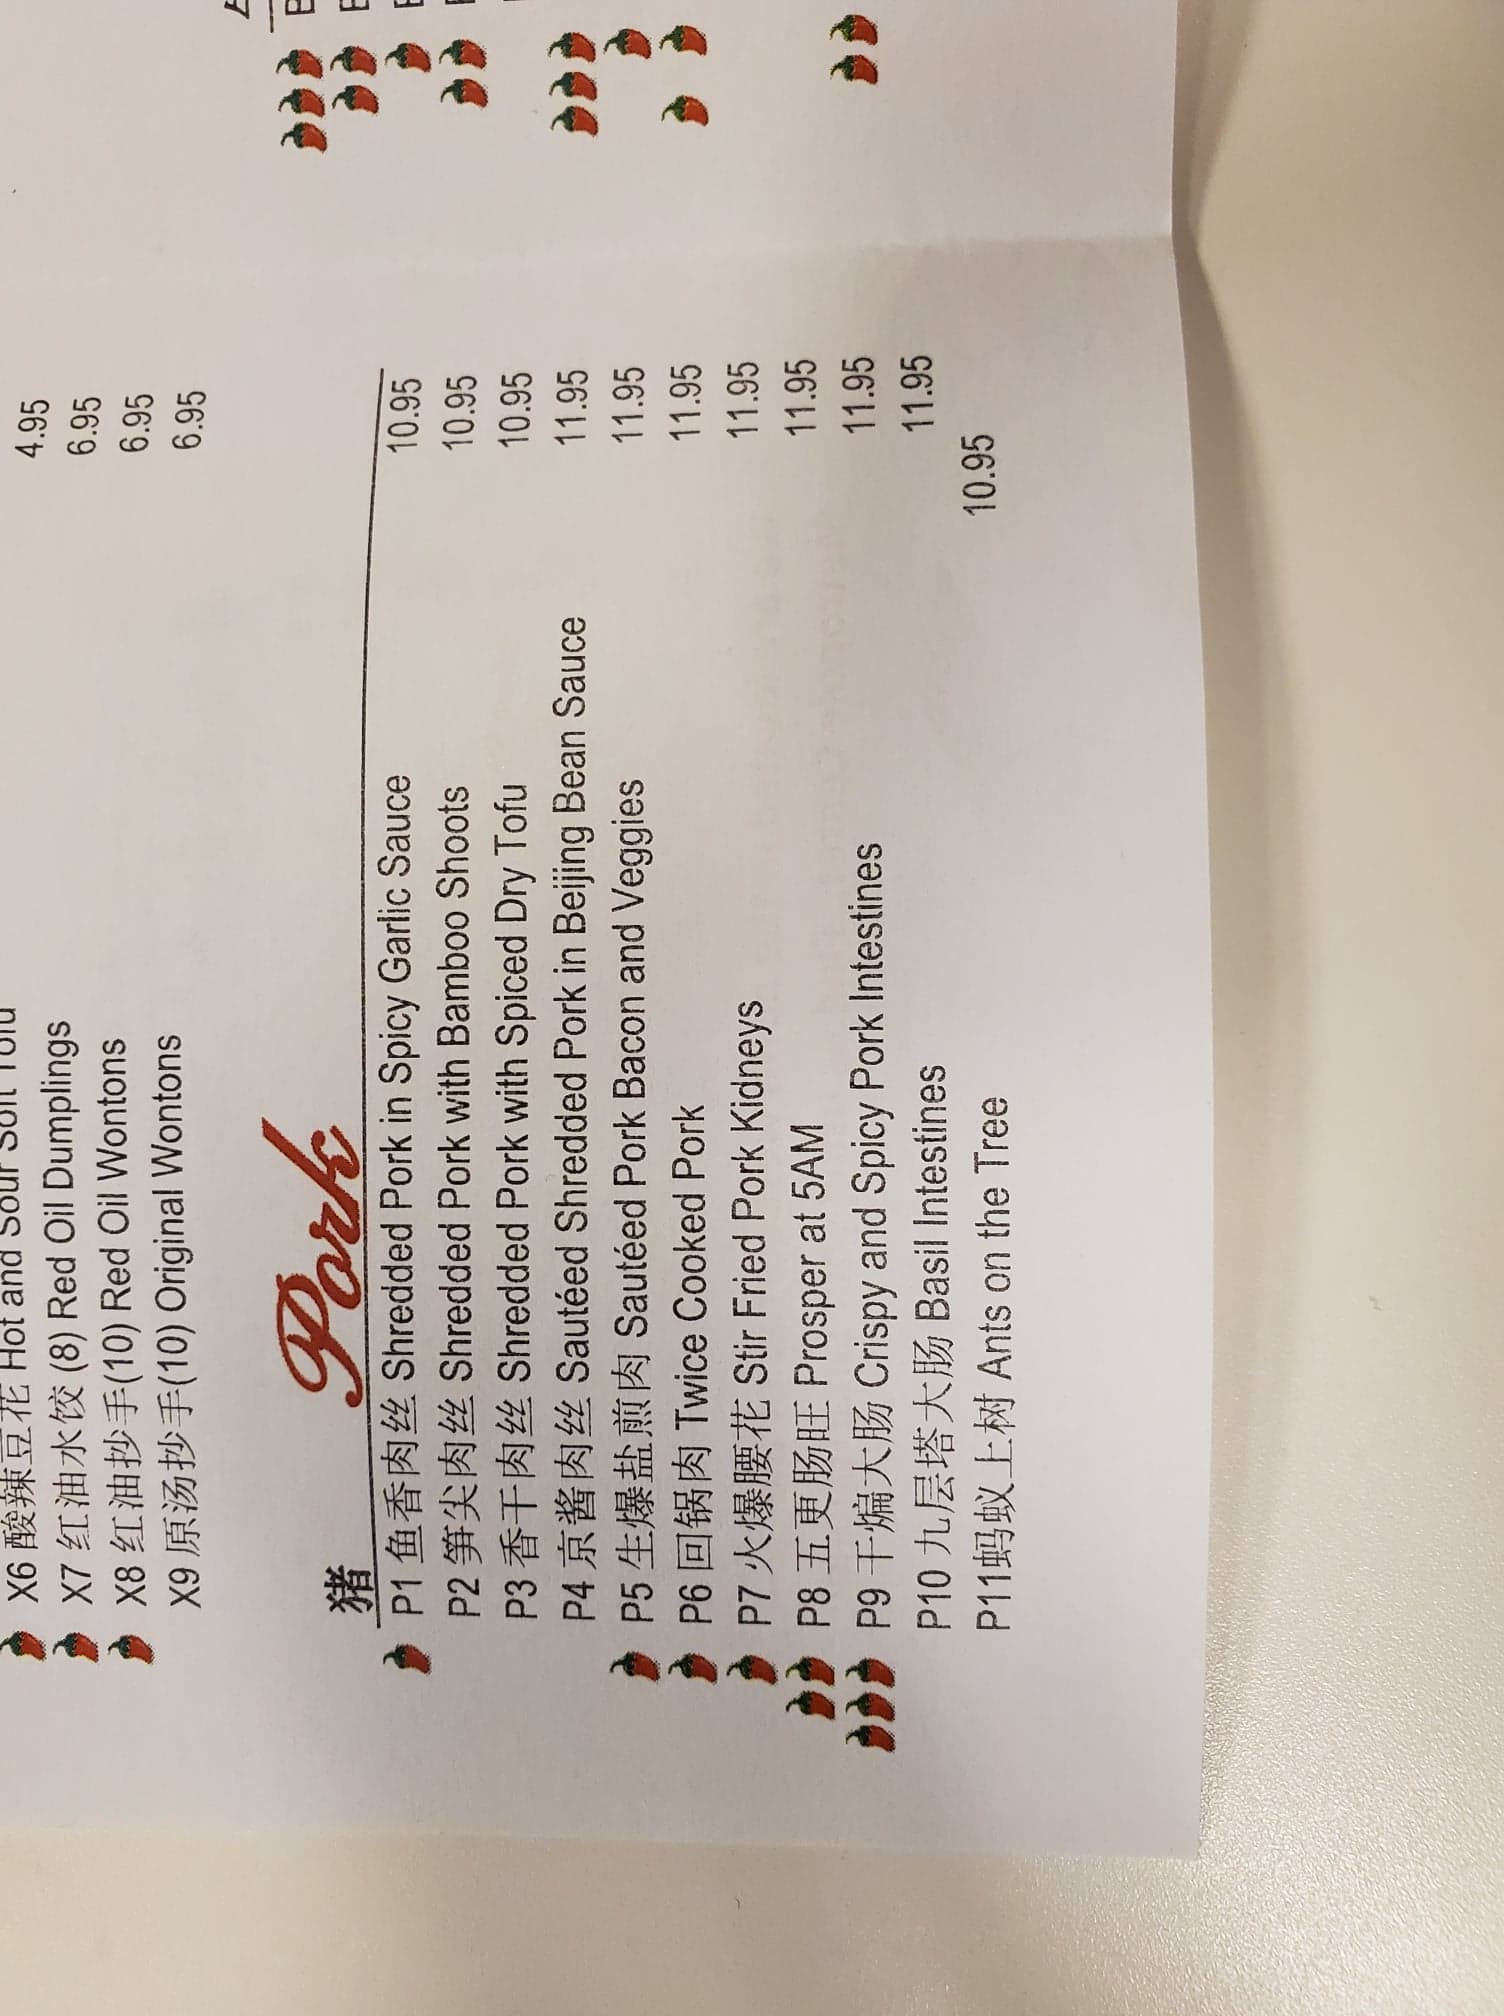 X6 酸辣豆花 Hot and Sour Soft Tofu 4.95
X7 红油水饺 (8) Red Oil Dumplings 6.95
X8 红油抄手(10) Red Oil Wontons 6.95
X9 原汤抄手(10) Original Wontons 6.95
猪 Pork
P1 鱼香肉丝 Shredded Pork in Spicy Garlic Sauce 10.95
P2 笋尖肉丝 Shredded Pork with Bamboo Shoots 10.95
P3 香干肉丝 Shredded Pork with Spiced Dry Tofu 10.95
P4 京酱肉丝 Sautéed Shredded Pork in Beijing Bean Sauce 11.95
P5 生爆盐煎肉 Sautéed Pork Bacon and Veggies 11.95
P6 回锅肉 Twice Cooked Pork 11.95
P7 火爆腰花 Stir Fried Pork Kidneys 11.95
P8 五更肠旺 Prosper at 5AM 11.95
P9 干煸大肠 Crispy and Spicy Pork Intestines 11.95
P10 九层塔大肠 Basil Intestines 11.95
P11蚂蚁上树 Ants on the Tree 10.95